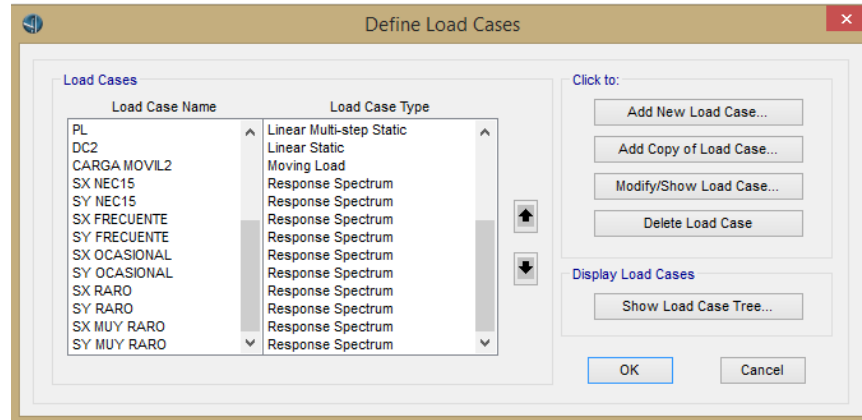 Define Load Cases
Load Cases
Load Case Name Load Case Type
PL Linear Multi-step Static
DC2 Linear Static
CARGA MOVIL2 Moving Load
SX NEC15 Response Spectrum
SY NEC15 Response Spectrum
SX FRECUENTE Response Spectrum
SY FRECUENTE Response Spectrum
SX OCASIONAL Response Spectrum
SY OCASIONAL Response Spectrum
SX RARO Response Spectrum
SY RARO Response Spectrum
SX MUY RARO Response Spectrum
SY MUY RARO Response Spectrum
Click to:
Add New Load Case...
Add Copy of Load Case...
Modify/Show Load Case...
Delete Load Case
Display Load Cases
Show Load Case Tree...
OK Cancel